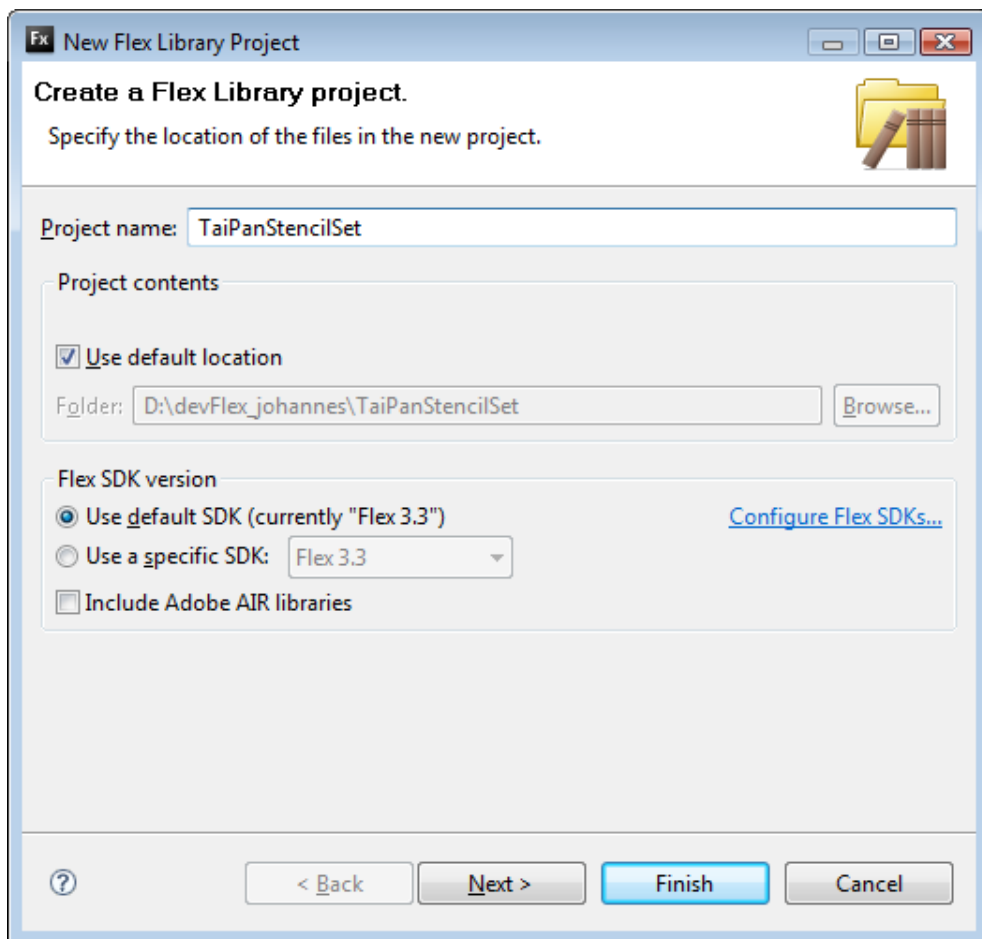 Fx New Flex Library Project
Create a Flex Library project.
Specify the location of the files in the new project.
Project name: TaiPanStencilSet
Project contents
Use default location
Folder: D:\devFlex_johannes\TaiPanStencilSet Browse...
Flex SDK version
Use default SDK (currently "Flex 3.3") Configure Flex SDKs...
Use a specific SDK: Flex 3.3
Include Adobe AIR libraries
? < Back Next > Finish Cancel